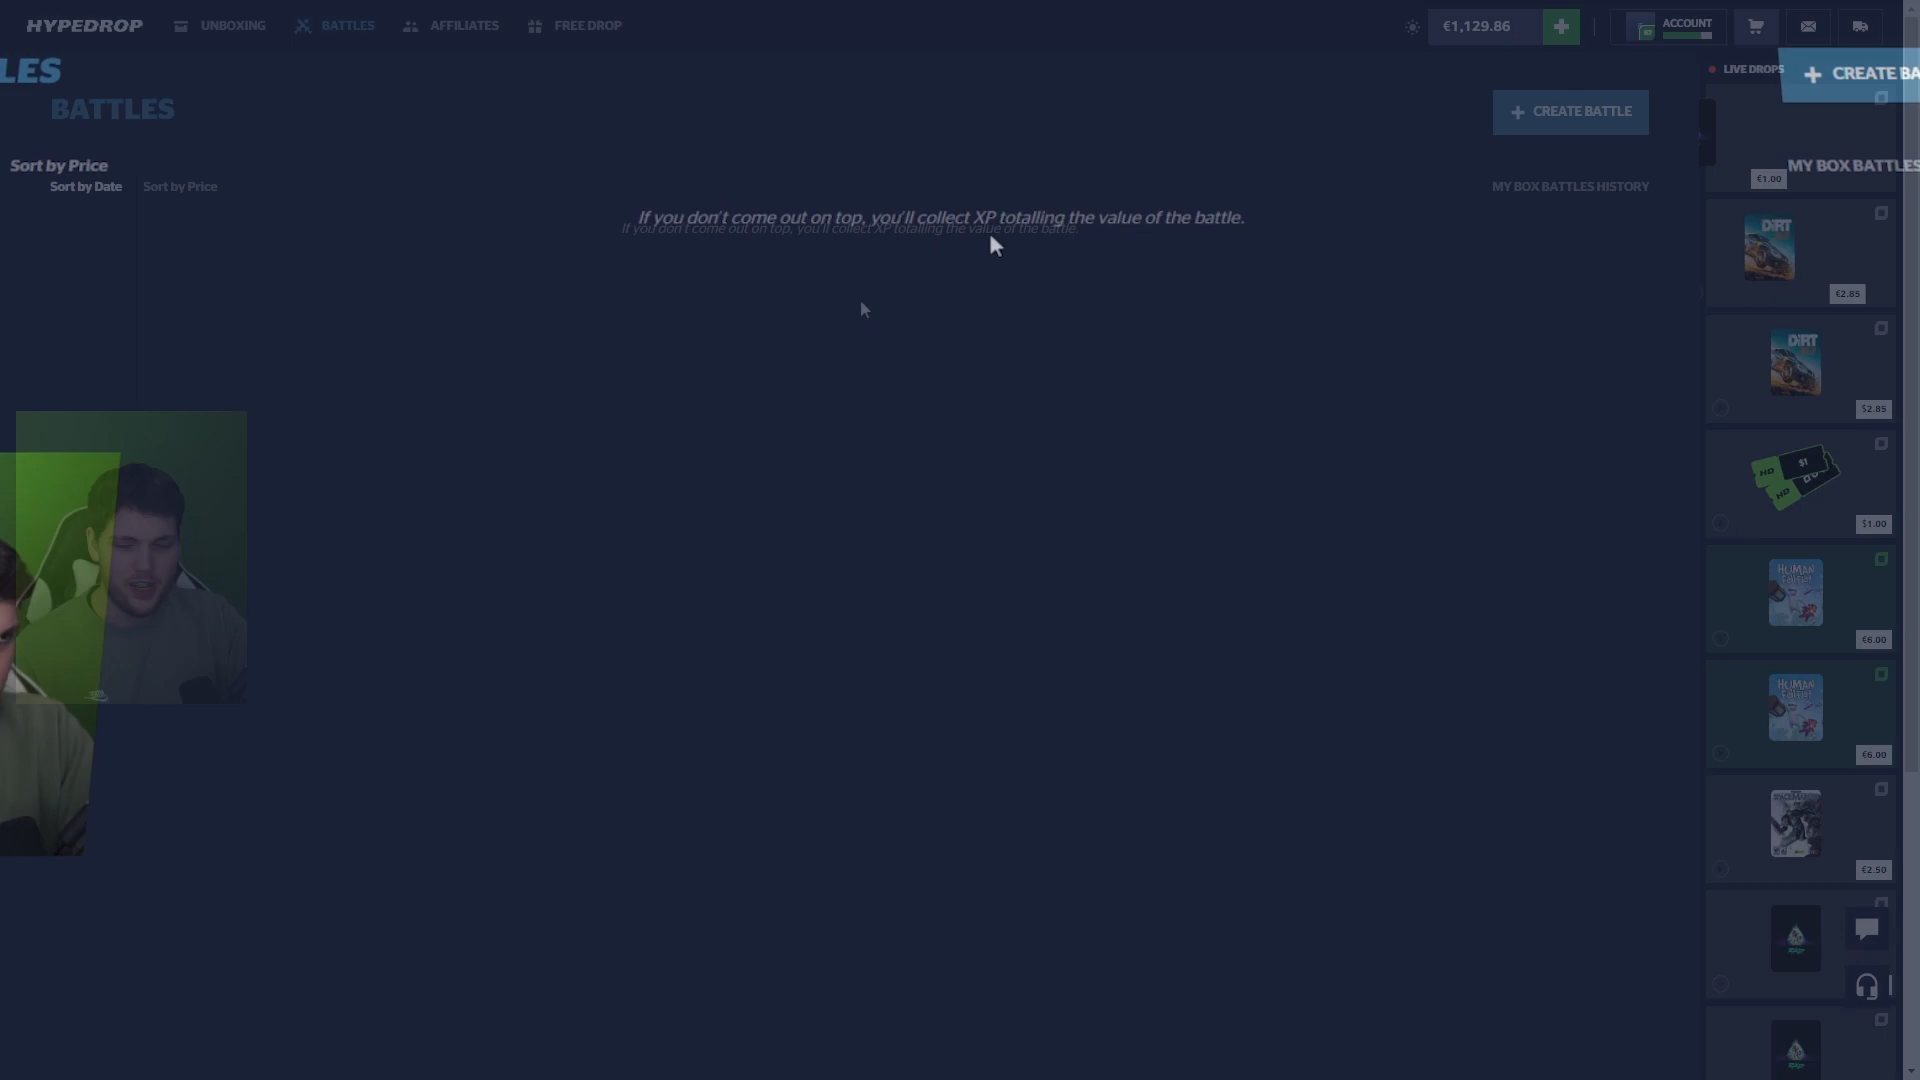 HYPEDROP
UNBOXING
BATTLES
AFFILIATES
FREE DROP
€1,129.86
ACCOUNT
LES
LIVE DROPS
CREATE BA
BATTLES
CREATE BATTLE
Sort by Price
MY BOX BATTLES
€1.00
Sort by Date
Sort by Price
MY BOX BATTLES HISTORY
If you don't come out on top, you'll collect XP totalling the value of the battle.
If you don't come out on top, you'll collect XP totalling the value of the battle.
DiRT
€2.85
DiRT
$2.85
HD
$1
HD
$1.00
HUMAN
€6.00
HUMAN
€6.00
€2.50